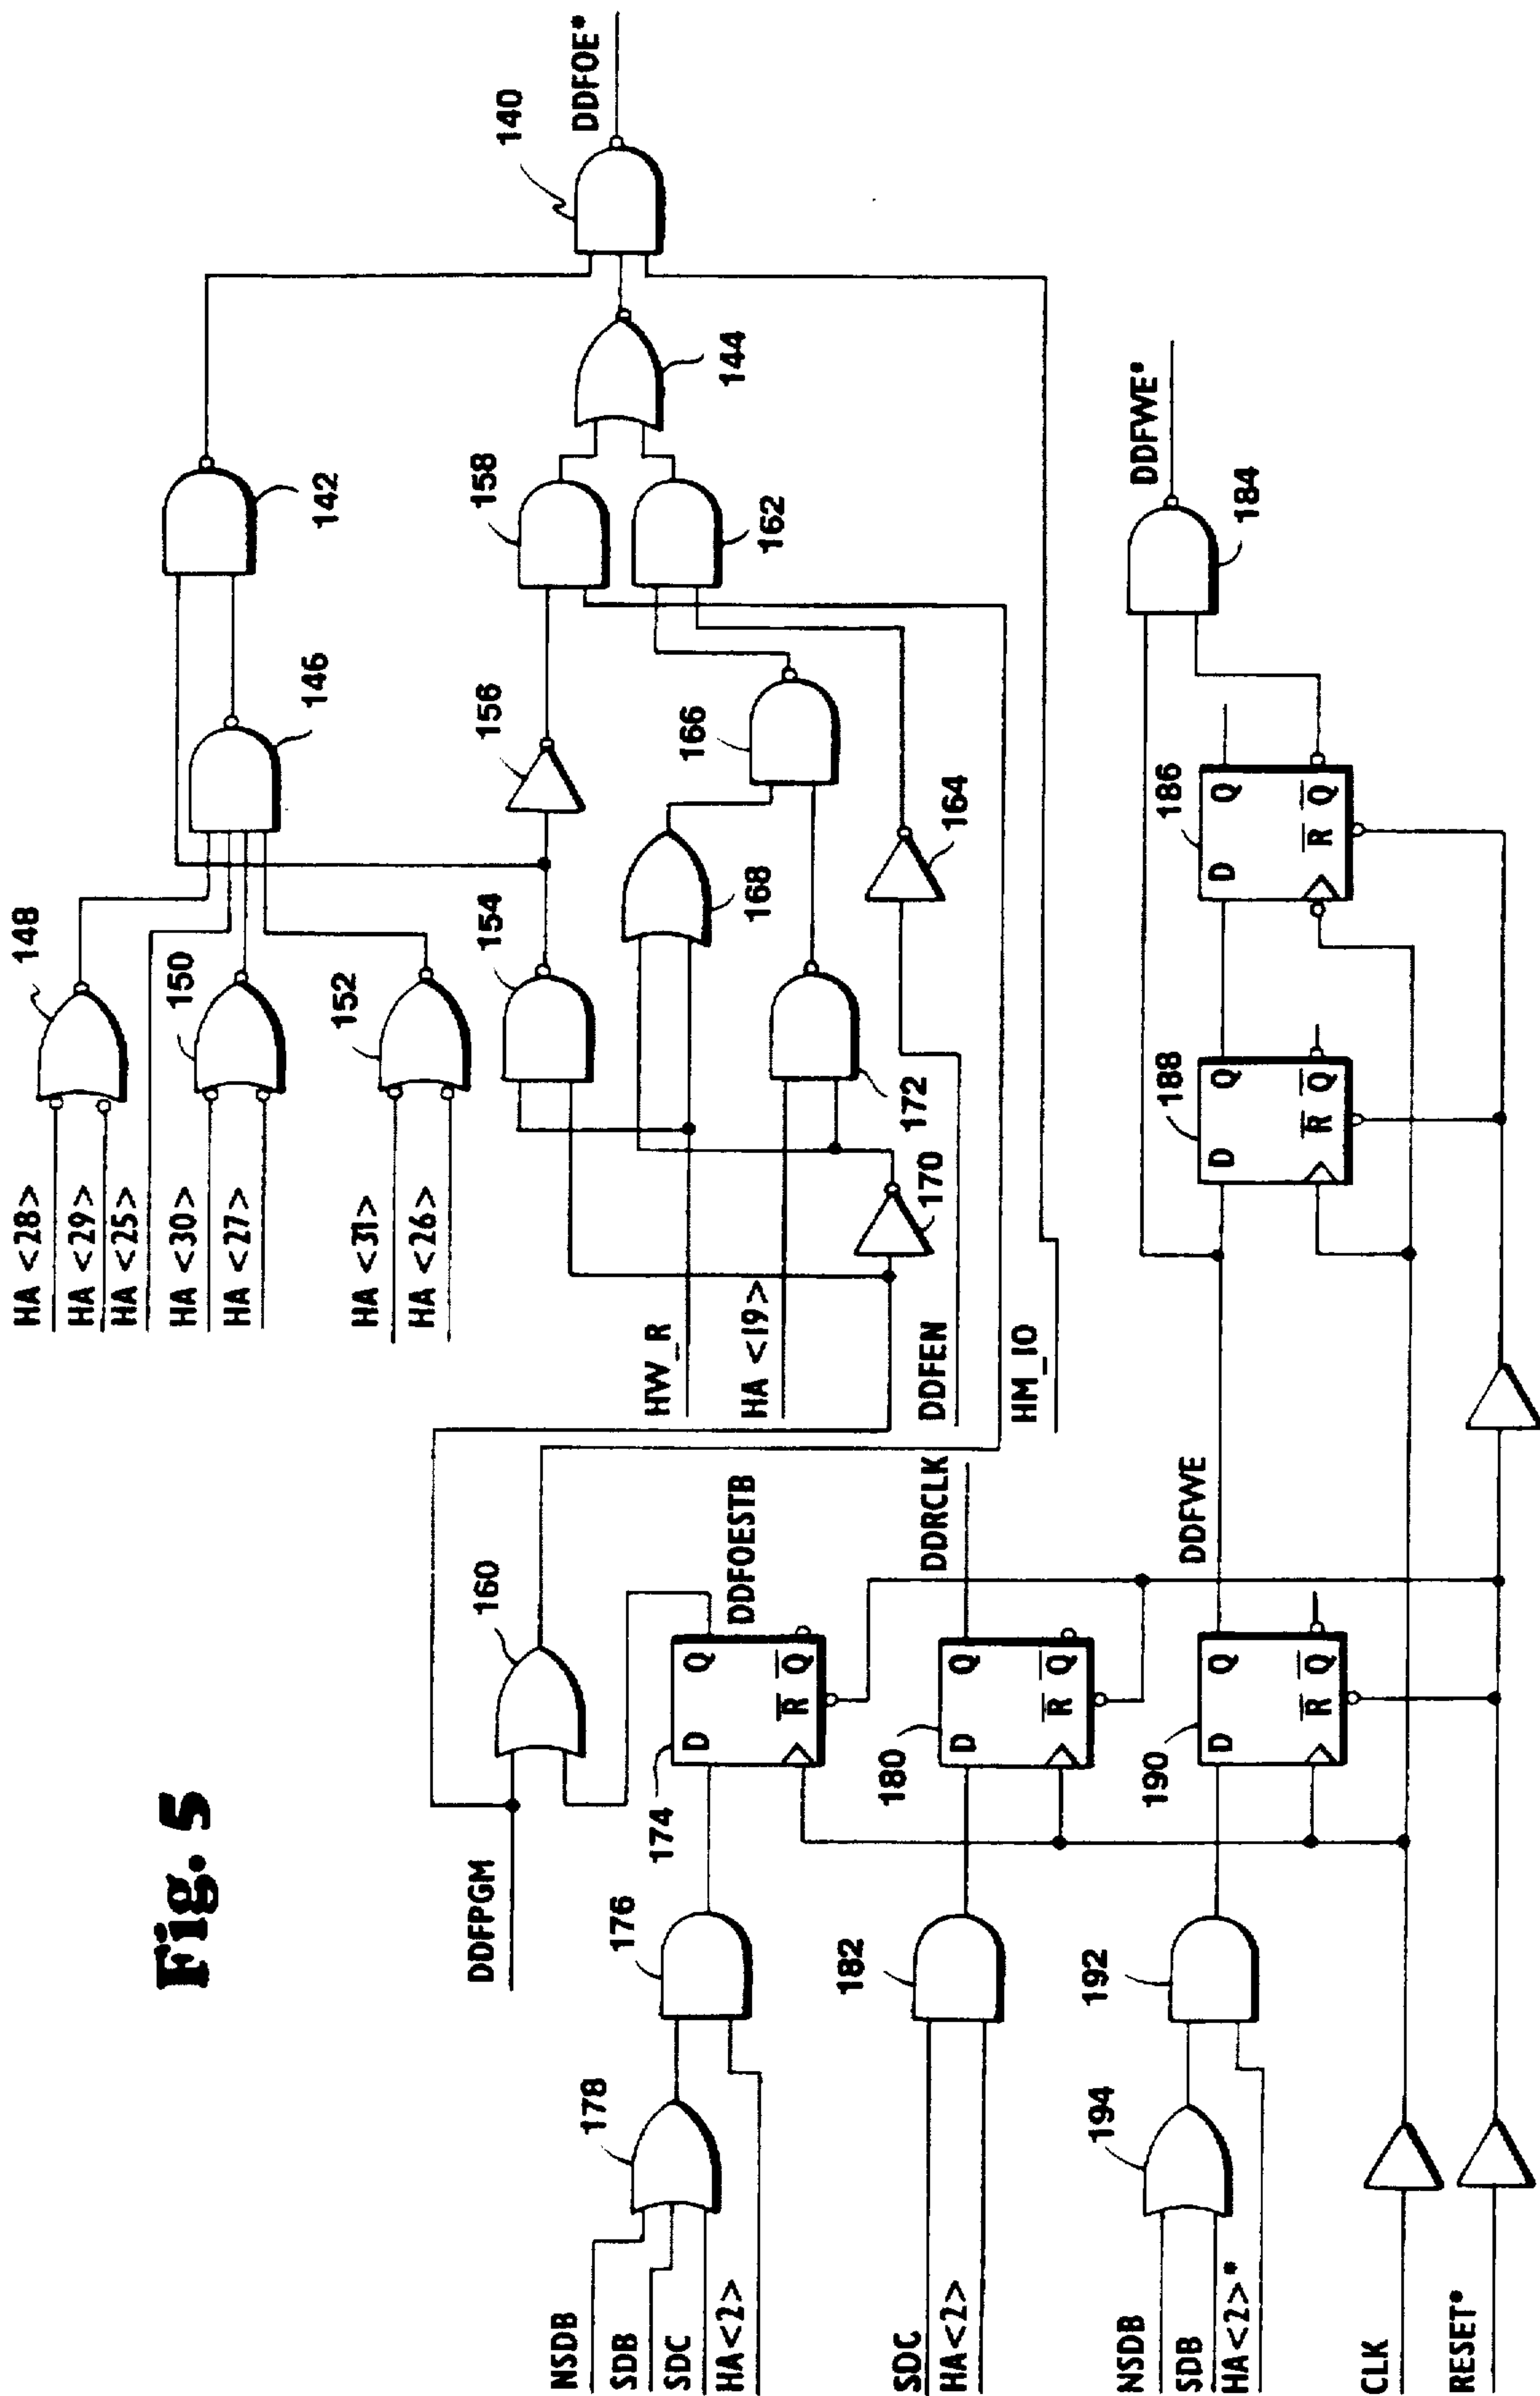 Fig. 5
HA <28>
HA <29>
HA <25>
HA <30>
HA <27>
HA <31>
HA <26>
148
150
152
146
142
140
DDFOE*
HW_R
HA <19>
DDFEN
HM_IO
154
156
158
168
166
162
144
172
170
164
DDFPGM
160
NSDB
SDB
SDC
HA<2>
178
176
174
D
Q
R
Q
DDFOESTB
SDC
HA<2>
182
180
D
Q
R
Q
DDRCLK
NSDB
SDB
HA<2>*
194
192
190
D
Q
R
Q
DDFWE
188
D
Q
R
Q
186
D
Q
R
Q
184
DDFWE*
CLK
RESET*